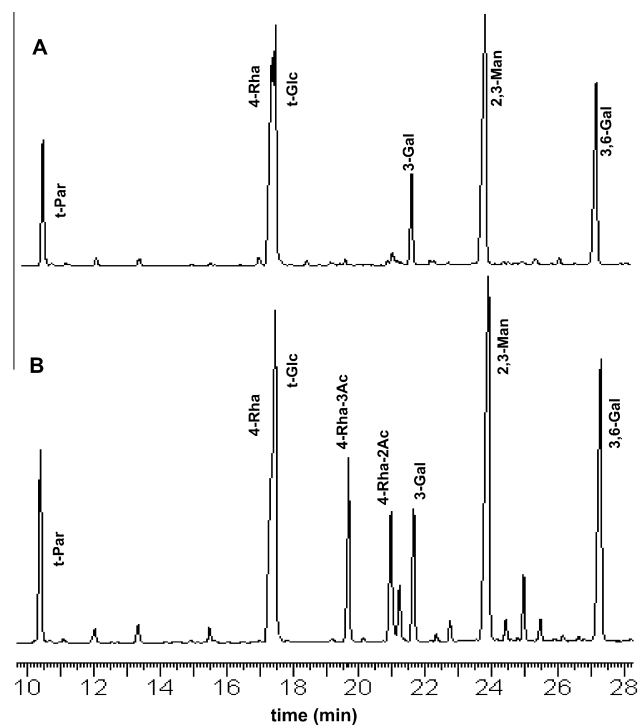 A
t-Par
4-Rha
t-Glc
3-Gal
2,3-Man
3,6-Gal
B
t-Par
4-Rha
t-Glc
4-Rha-3Ac
4-Rha-2Ac
3-Gal
2,3-Man
3,6-Gal
10 12 14 16 18 20 22 24 26 28
time (min)